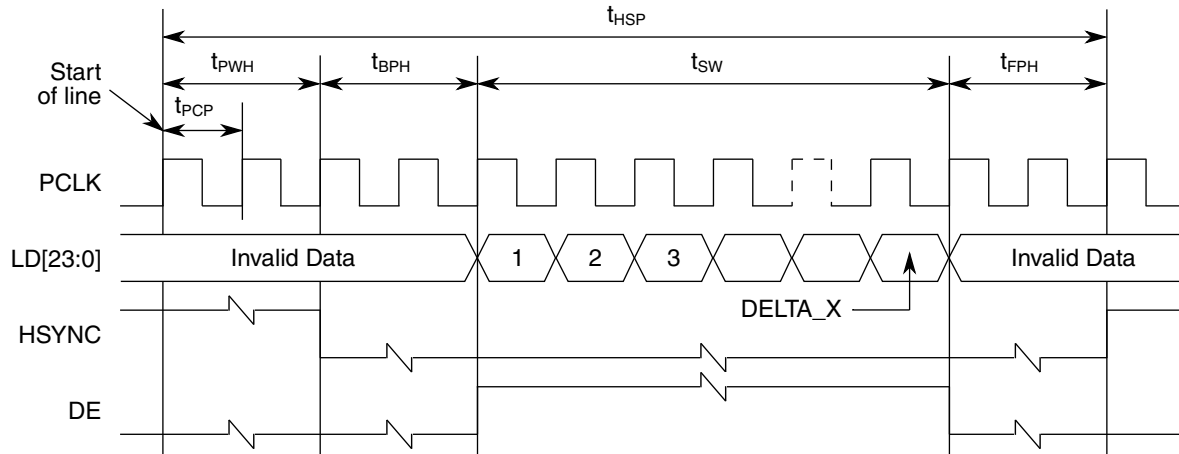 tHSP
tPWH tBPH tSW tFPH
Start
of line
tPCP
PCLK
LD[23:0] Invalid Data 1 2 3 Invalid Data
DELTA_X
HSYNC
DE